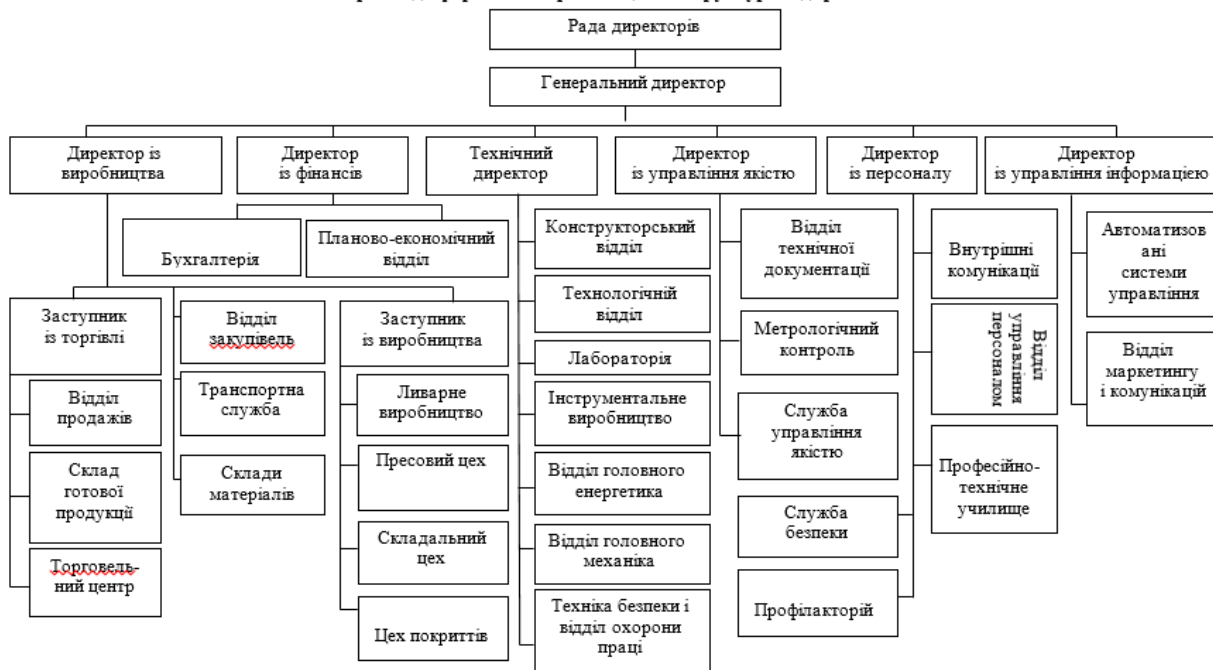 Рада директорів
Генеральний директор
Директор із
виробництва
Директор
із фінансів
Технічний
директор
Директор
із управління якістю
Директор
із персоналу
Директор
із управління інформацією
Бухгалтерія
Планово-економічний
відділ
Заступник
із торгівлі
Відділ
продажів
Склад
готової
продукції
Торговель-
ний центр
Відділ
закупівель
Транспортна
служба
Склади
матеріалів
Заступник
із виробництва
Ливарне
виробництво
Пресовий цех
Складальний
цех
Цех покриттів
Конструкторський
відділ
Технологічній
відділ
Лабораторія
Інструментальне
виробництво
Відділ головного
енергетика
Відділ головного
механіка
Техніка безпеки і
відділ охорони
праці
Відділ
технічної
документації
Метрологічний
контроль
Служба
управління
якістю
Служба
безпеки
Профілакторій
Внутрішні
комунікації
Відділ
управління
персоналом
Професійно-
технічне
училище
Автоматизов
ані
системи
управління
Відділ
маркетингу
і комунікацій